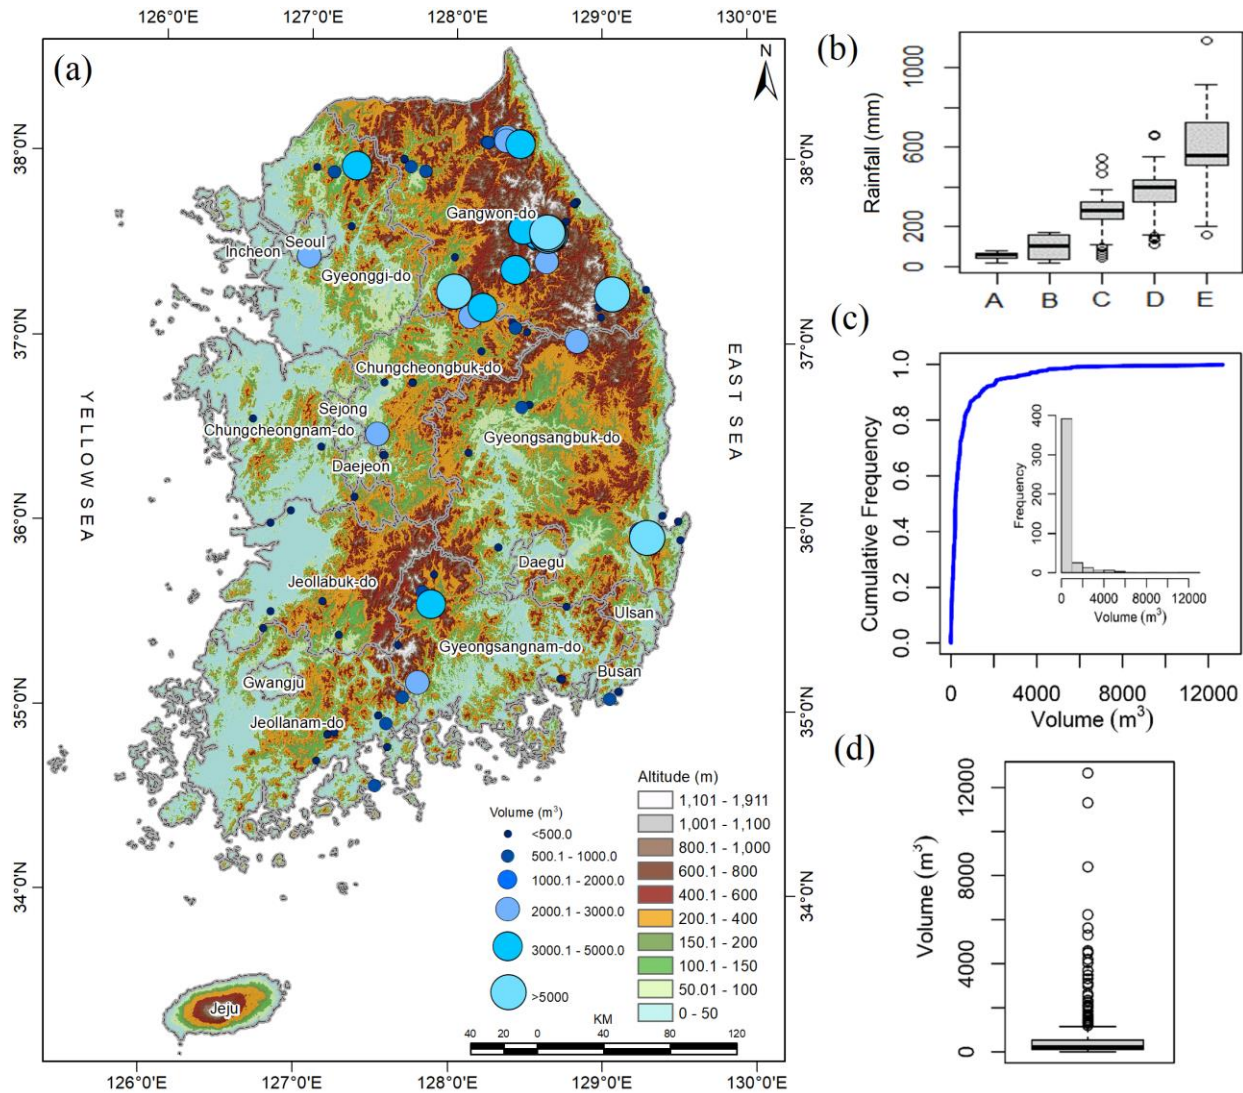 126°0'E 127°0'E 128°0'E 129°0'E 130°0'E
(a)
N
38°0'N
37°0'N
36°0'N
35°0'N
34°0'N
38°0'N
37°0'N
36°0'N
35°0'N
34°0'N
YELLOW SEA
EAST SEA
Gangwon-do
Seoul
Incheon
Gyeonggi-do
Chungcheongbuk-do
Sejong
Chungcheongnam-do
Gyeongsangbuk-do
Daejeon
Daegu
Jeollabuk-do
Ulsan
Gyeongsangnam-do
Busan
Gwangju
Jeollanam-do
Jeju
Volume (m³)
<500.0
500.1 - 1000.0
1000.1 - 2000.0
2000.1 - 3000.0
3000.1 - 5000.0
>5000
Altitude (m)
1,101 - 1,911
1,001 - 1,100
800.1 - 1,000
600.1 - 800
400.1 - 600
200.1 - 400
150.1 - 200
100.1 - 150
50.01 - 100
0 - 50
KM
40 20 0 40 80 120
126°0'E 127°0'E 128°0'E 129°0'E 130°0'E
(b)
Rainfall (mm)
1000
600
200
0
A B C D E
(c)
Cumulative Frequency
1.0
0.8
0.6
0.4
0.2
0.0
Frequency
400
300
200
100
0
0 4000 12000
Volume (m³)
0 4000 8000 12000
Volume (m³)
(d)
Volume (m³)
12000
8000
4000
0